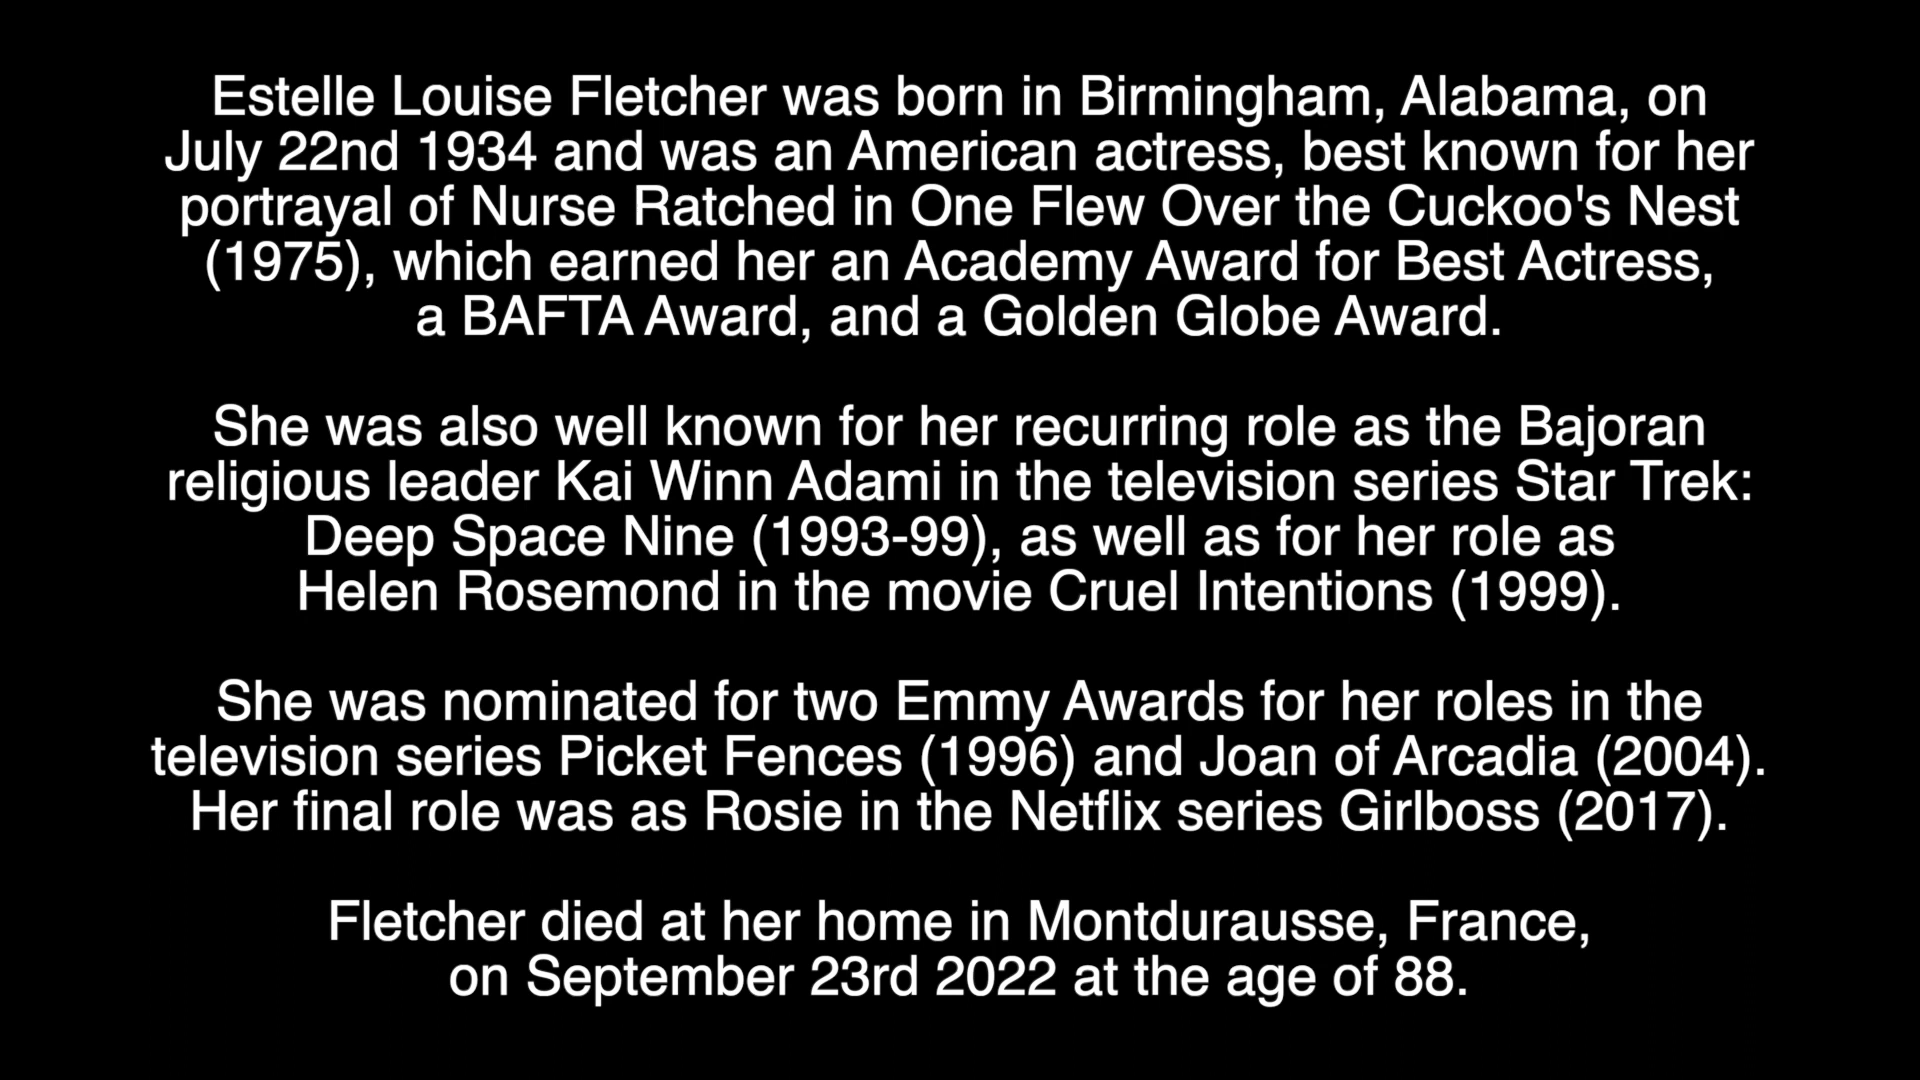 Estelle Louise Fletcher was born in Birmingham, Alabama, on
July 22nd 1934 and was an American actress, best known for her
portrayal of Nurse Ratched in One Flew Over the Cuckoo's Nest
(1975), which earned her an Academy Award for Best Actress,
a BAFTA Award, and a Golden Globe Award.
She was also well known for her recurring role as the Bajoran
religious leader Kai Winn Adami in the television series Star Trek:
Deep Space Nine (1993-99), as well as for her role as
Helen Rosemond in the movie Cruel Intentions (1999).
She was nominated for two Emmy Awards for her roles in the
television series Picket Fences (1996) and Joan of Arcadia (2004).
Her final role was as Rosie in the Netflix series Girlboss (2017).
Fletcher died at her home in Montdurausse, France,
on September 23rd 2022 at the age of 88.